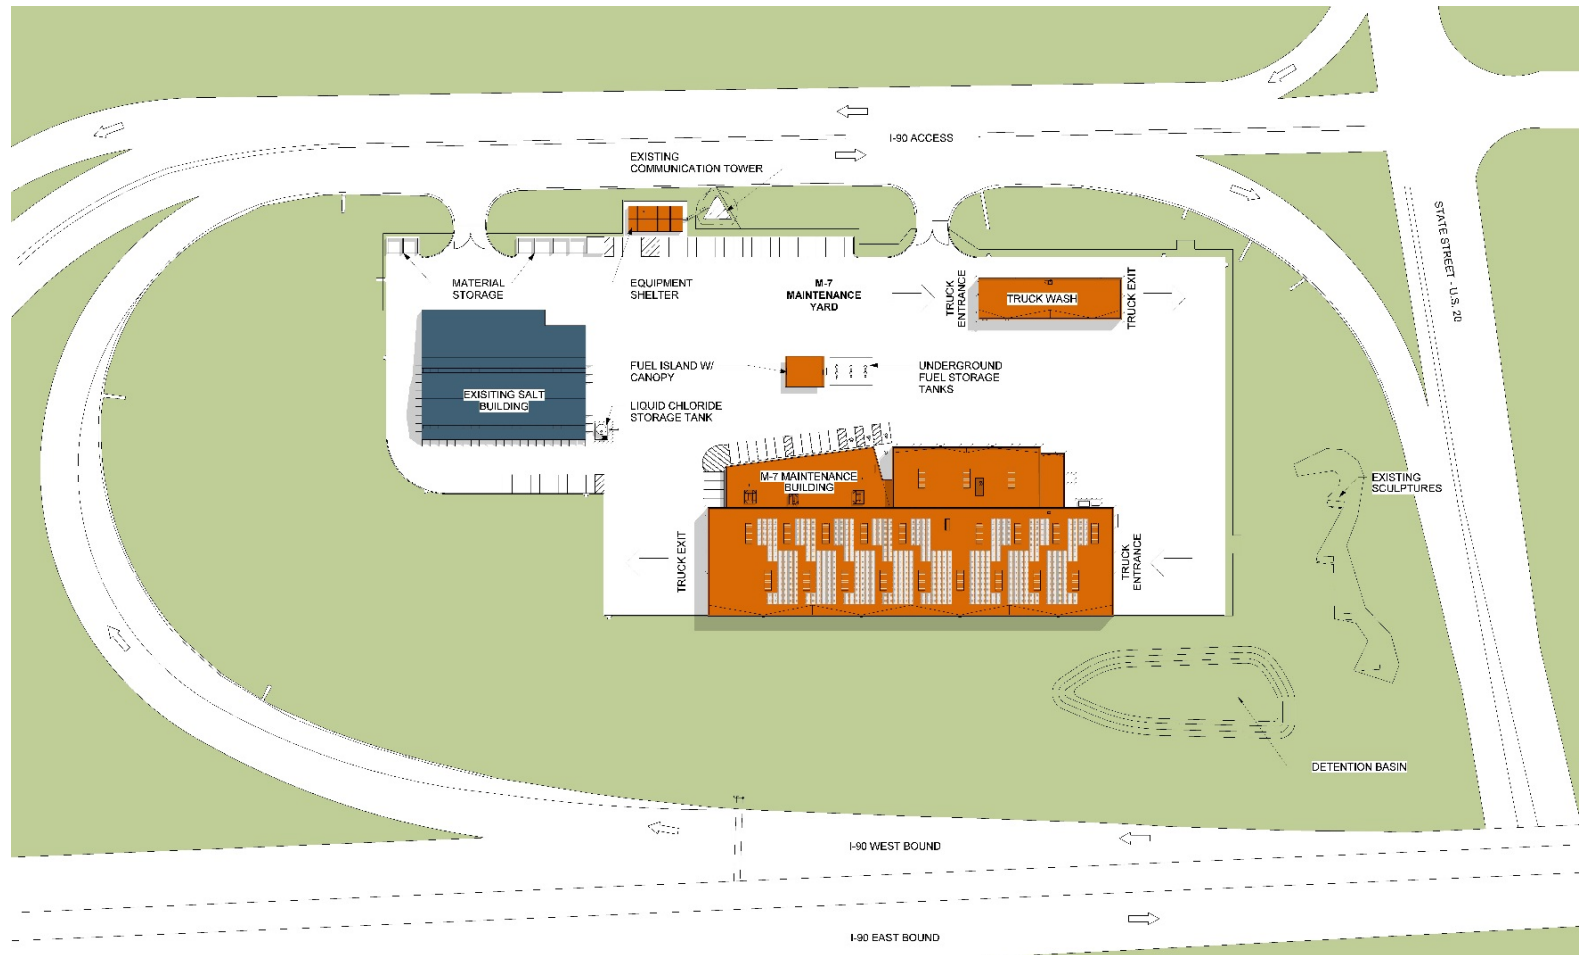 I-90 ACCESS
EXISTING
COMMUNICATION TOWER
STATE STREET - U.S. 20
MATERIAL
STORAGE
EQUIPMENT
SHELTER
M-7
MAINTENANCE
YARD
TRUCK
ENTRANCE
TRUCK WASH
TRUCK EXIT
FUEL ISLAND W/
CANOPY
UNDERGROUND
FUEL STORAGE
TANKS
EXISITING SALT
BUILDING
LIQUID CHLORIDE
STORAGE TANK
M-7 MAINTENANCE
BUILDING
EXISTING
SCULPTURES
TRUCK EXIT
TRUCK
ENTRANCE
DETENTION BASIN
I-90 WEST BOUND
I-90 EAST BOUND